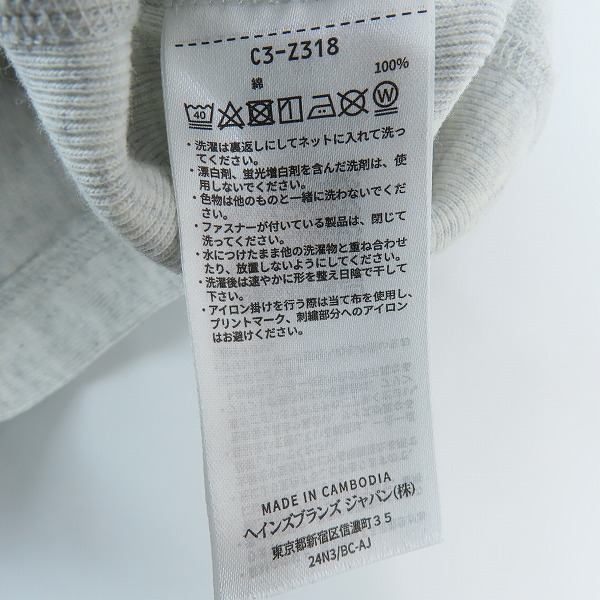 C3-Z318
綿 100%
40 W
・洗濯は裏返しにしてネットに入れて洗っ
てください。
・漂白剤、蛍光増白剤を含んだ洗剤は、使
用しないでください。
・色物は他のものと一緒に洗わないでくだ
さい。
・ファスナーが付いている製品は、閉じて
洗ってください。
・水につけたまま他の洗濯物と重ね合わせ
たり、放置しないようにしてください。
・洗濯後は速やかに形を整え日陰で干して
下さい。
・アイロン掛けを行う際は当て布を使用し、
プリントマーク、刺繍部分へのアイロン
はお避けください。
MADE IN CAMBODIA
ヘインズブランズ ジャパン(株)
東京都新宿区信濃町３５
24N3/BC-AJ